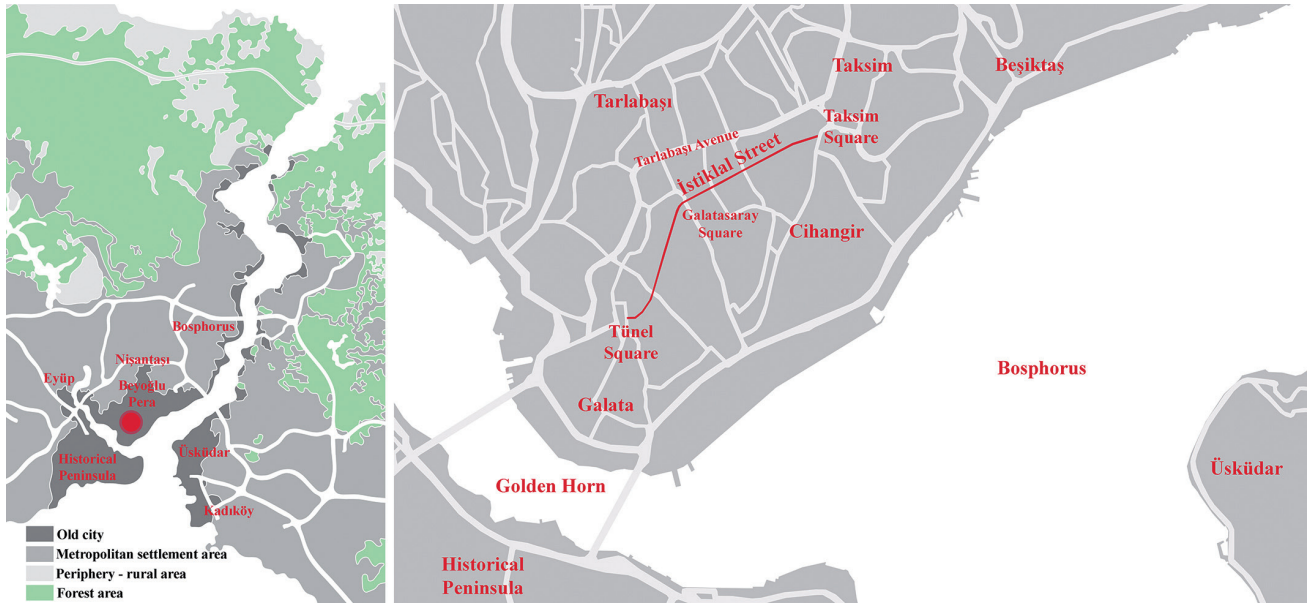 Bosphorus
Nişantaşı
Eyüp
Beyoğlu
Pera
Historical
Peninsula
Üsküdar
Kadıköy
Old city
Metropolitan settlement area
Periphery - rural area
Forest area
Taksim
Beşiktaş
Tarlabaşı
Taksim
Square
Tarlabaşı Avenne
İstiklal Street
Galatasaray
Square
Cihangir
Tünel
Square
Bosphorus
Galata
Üsküdar
Golden Horn
Historical
Peninsula